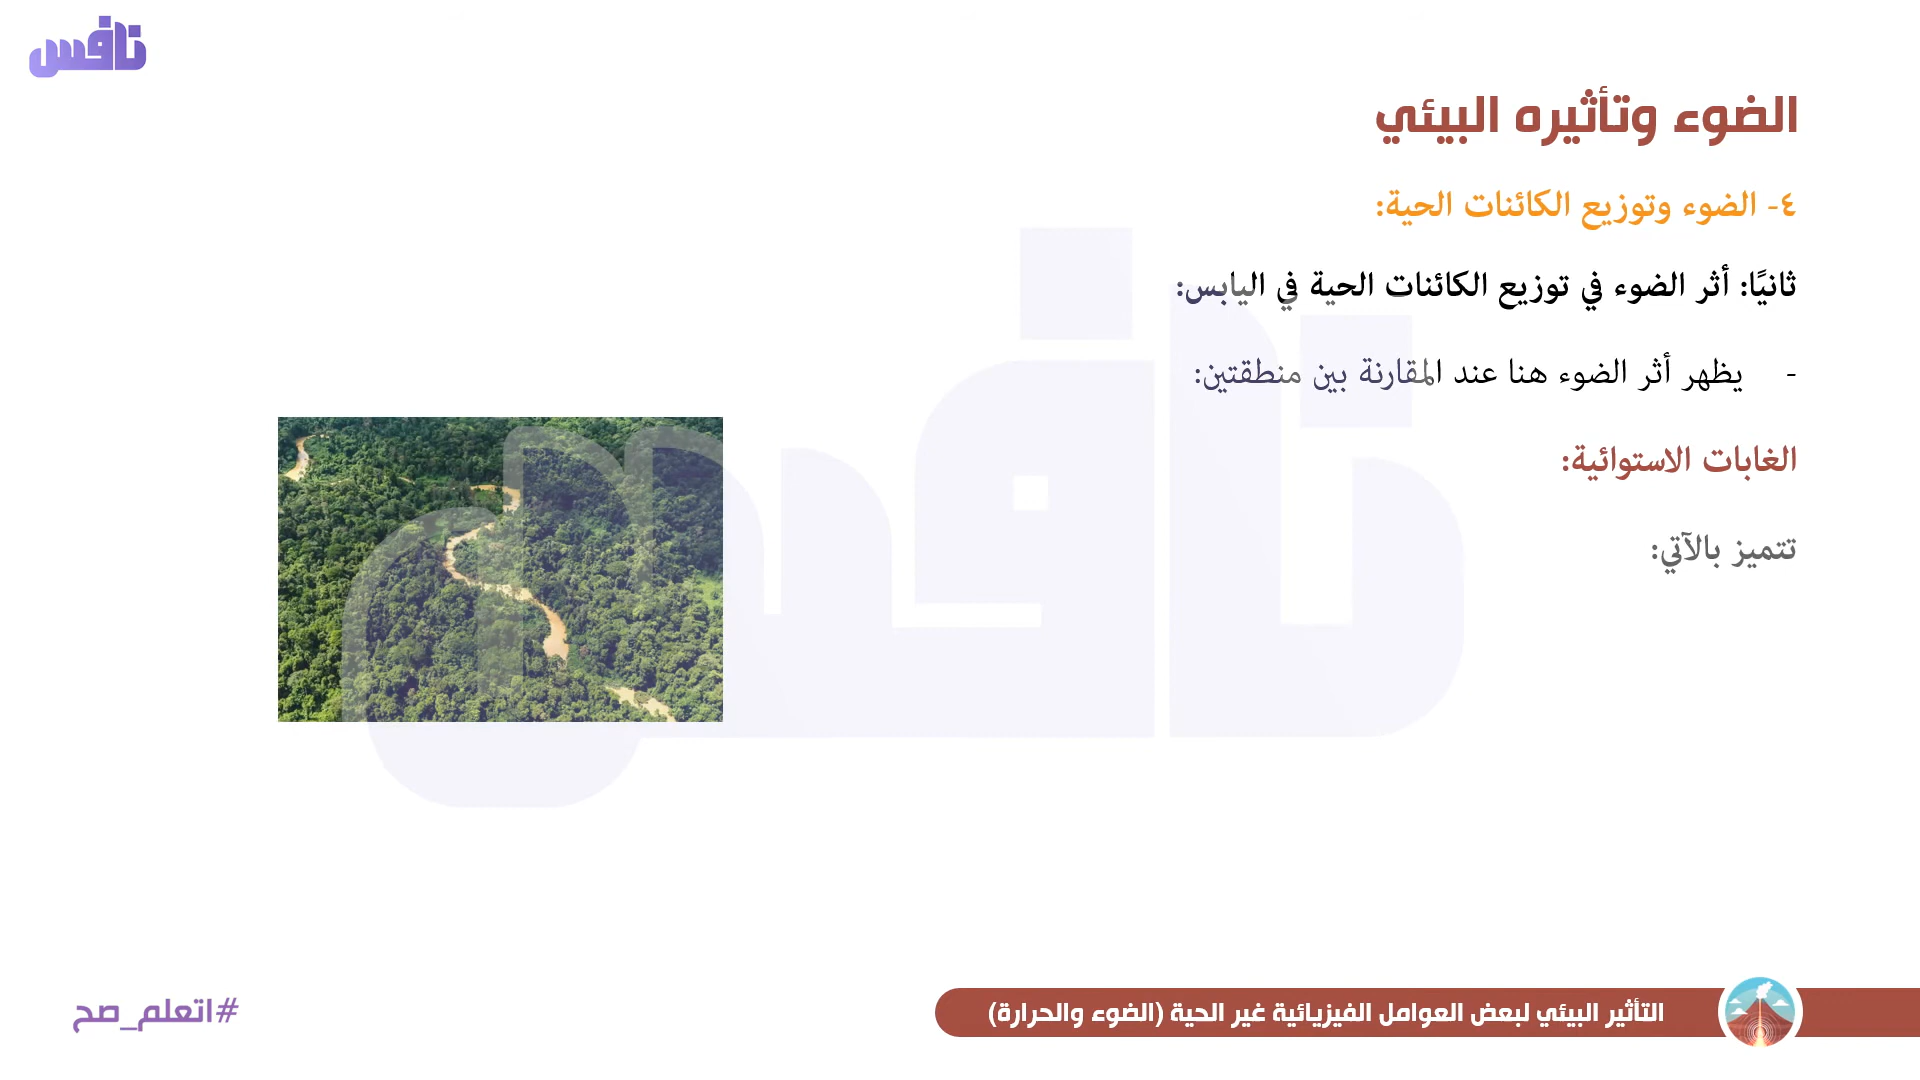 نافس
الضوء وتأثيره البيئي
٤- الضوء وتوزيع الكائنات الحية:
ثانيًا: أثر الضوء في توزيع الكائنات الحية في اليابس:
- يظهر أثر الضوء هنا عند المقارنة بين منطقتين:
الغابات الاستوائية:
تتميز بالآتي:
نافس
التأثير البيئي لبعض العوامل الفيزيائية غير الحية (الضوء والحرارة)
#اتعلم_صح